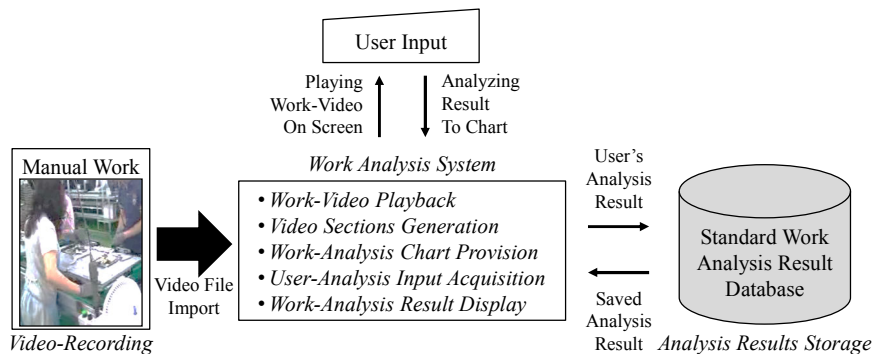 User Input
Playing
Work-Video
On Screen
Analyzing
Result
To Chart
Manual Work
Video-Recording
Video File
Import
Work Analysis System
• Work-Video Playback
• Video Sections Generation
• Work-Analysis Chart Provision
• User-Analysis Input Acquisition
• Work-Analysis Result Display
User's
Analysis
Result
Saved
Analysis
Result
Standard Work
Analysis Result
Database
Analysis Results Storage